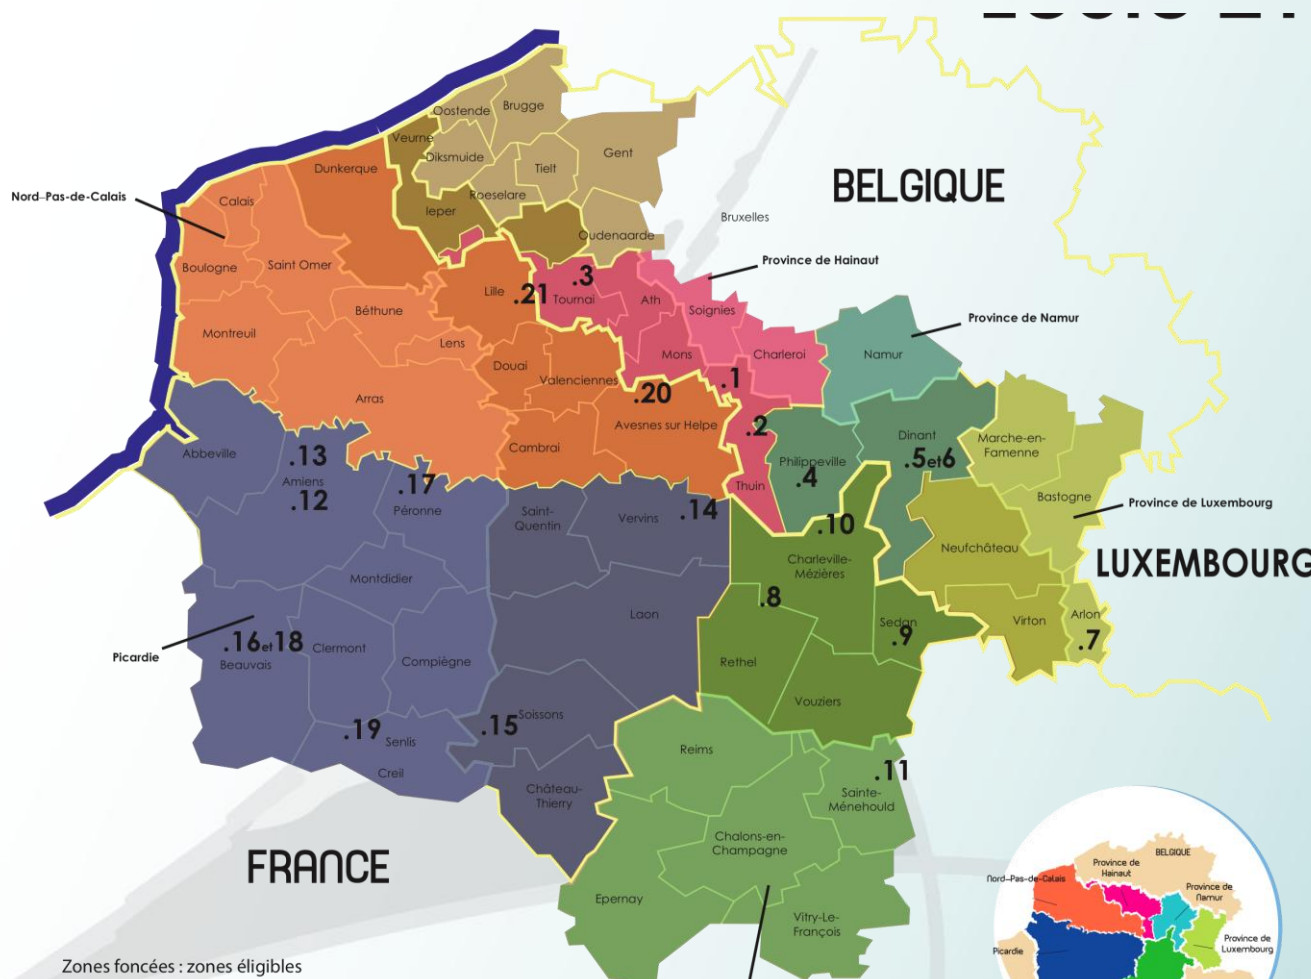 Brugge
Oostende
Veurne
Diksmuide
Gent
Tielt
Dunkerque
Roeselare
BELGIQUE
Nord-Pas-de-Calais
Calais
Ieper
Bruxelles
Oudenaarde
Saint Omer
Boulogne
Province de Hainaut
.3
Lille
.21
Tournai
Ath
Soignies
Béthune
Province de Namur
Montreuil
Lens
Mons
Charleroi
Namur
Douai
Valenciennes
.1
.20
Arras
Avesnes sur Helpe
.2
Dinant
Marche-en-
Famenne
Cambrai
Abbeville
.13
Amiens
.12
.17
Péronne
Philippeville
.4
.5et6
Thuin
Bastogne
Province de Luxembourg
Saint-
Quentin
Vervins
.14
.10
Neufchâteau
LUXEMBOURG
Charleville-
Mézières
Montdidier
.8
Laon
Sedan
.9
Virton
Arlon
.7
Picardie
.16et18
Beauvais
Clermont
Compiègne
Rethel
Vouziers
Soissons
.15
.19
Senlis
Creil
Reims
.11
Sainte-
Ménehould
Château-
Thierry
FRANCE
Chalons-en-
Champagne
Epernay
Vitry-Le-
François
BELGIQUE
Province de
Hainaut
Nord-Pas-de-Calais
Province de
Namur
Province de
Luxembourg
Picardie
Zones foncées : zones éligibles